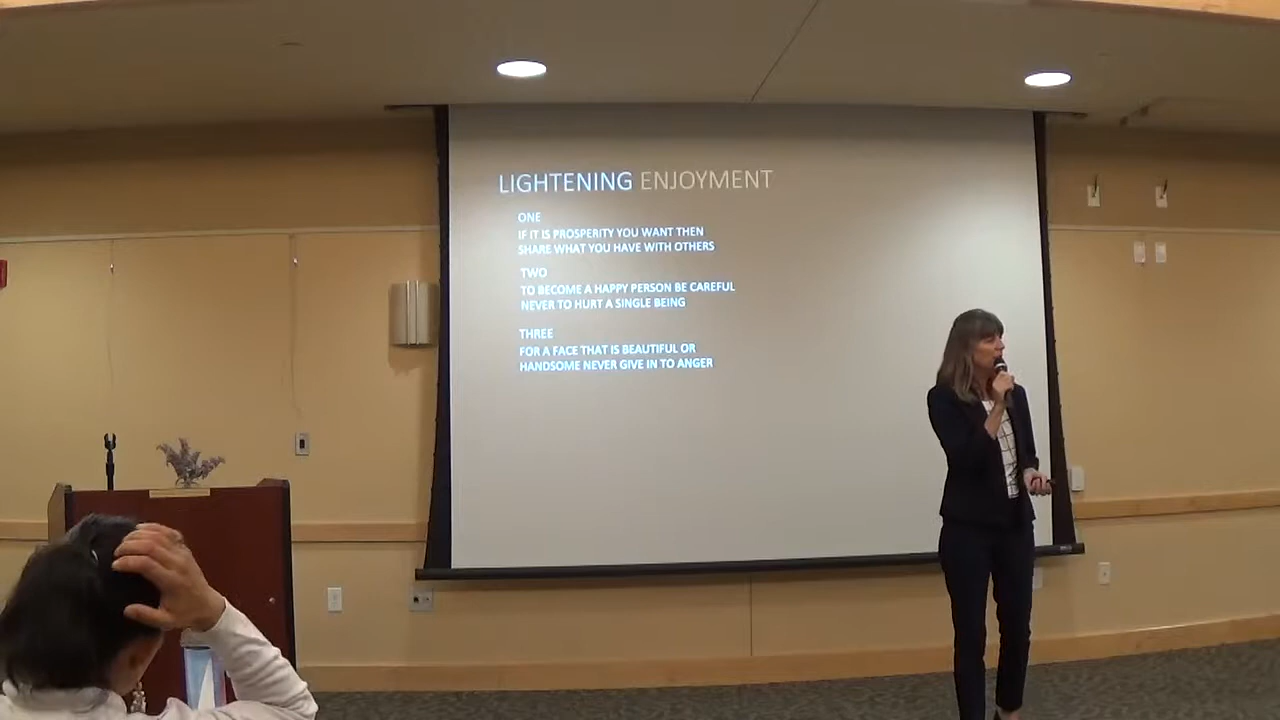 LIGHTENING ENJOYMENT
ONE
IF IT IS PROSPERITY YOU WANT THEN
SHARE WHAT YOU HAVE WITH OTHERS
TWO
TO BECOME A HAPPY PERSON BE CAREFUL
NEVER TO HURT A SINGLE BEING
THREE
FOR A FACE THAT IS BEAUTIFUL OR
HANDSOME NEVER GIVE IN TO ANGER